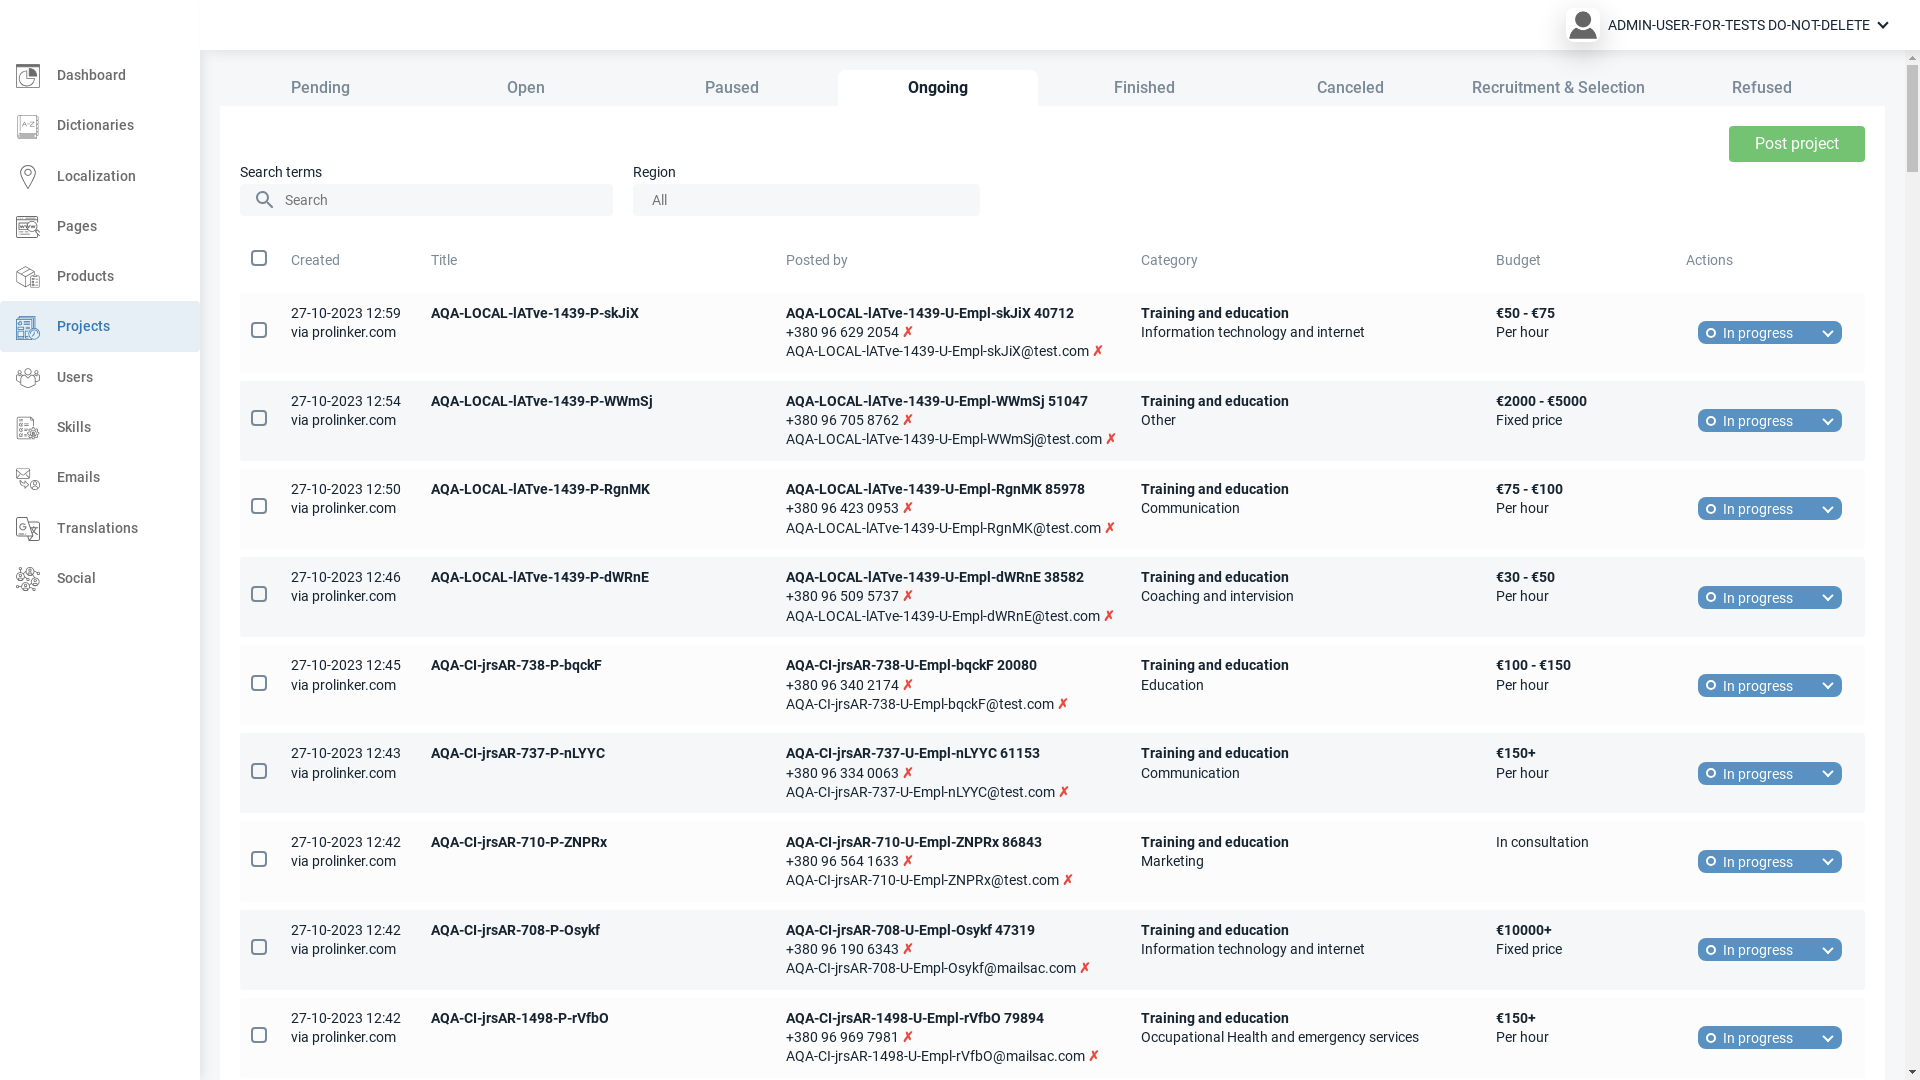 ADMIN-USER-FOR-TESTS DO-NOT-DELETE
Dashboard
Dictionaries
Localization
Pages
Products
Projects
Users
Skills
Emails
Translations
Social
Pending Open Paused Ongoing Finished Canceled Recruitment & Selection Refused
Post project
Search terms Region
Search All
Created Title Posted by Category Budget Actions
27-10-2023 12:59 AQA-LOCAL-lATve-1439-P-skJiX AQA-LOCAL-lATve-1439-U-Empl-skJiX 40712 Training and education €50 - €75
via prolinker.com +380 96 629 2054 ✗ Information technology and internet Per hour In progress
AQA-LOCAL-lATve-1439-U-Empl-skJiX@test.com ✗
27-10-2023 12:54 AQA-LOCAL-lATve-1439-P-WWmSj AQA-LOCAL-lATve-1439-U-Empl-WWmSj 51047 Training and education €2000 - €5000
via prolinker.com +380 96 705 8762 ✗ Other Fixed price In progress
AQA-LOCAL-lATve-1439-U-Empl-WWmSj@test.com ✗
27-10-2023 12:50 AQA-LOCAL-lATve-1439-P-RgnMK AQA-LOCAL-lATve-1439-U-Empl-RgnMK 85978 Training and education €75 - €100
via prolinker.com +380 96 423 0953 ✗ Communication Per hour In progress
AQA-LOCAL-lATve-1439-U-Empl-RgnMK@test.com ✗
27-10-2023 12:46 AQA-LOCAL-lATve-1439-P-dWRnE AQA-LOCAL-lATve-1439-U-Empl-dWRnE 38582 Training and education €30 - €50
via prolinker.com +380 96 509 5737 ✗ Coaching and intervision Per hour In progress
AQA-LOCAL-lATve-1439-U-Empl-dWRnE@test.com ✗
27-10-2023 12:45 AQA-CI-jrsAR-738-P-bqckF AQA-CI-jrsAR-738-U-Empl-bqckF 20080 Training and education €100 - €150
via prolinker.com +380 96 340 2174 ✗ Education Per hour In progress
AQA-CI-jrsAR-738-U-Empl-bqckF@test.com ✗
27-10-2023 12:43 AQA-CI-jrsAR-737-P-nLYYC AQA-CI-jrsAR-737-U-Empl-nLYYC 61153 Training and education €150+
via prolinker.com +380 96 334 0063 ✗ Communication Per hour In progress
AQA-CI-jrsAR-737-U-Empl-nLYYC@test.com ✗
27-10-2023 12:42 AQA-CI-jrsAR-710-P-ZNPRx AQA-CI-jrsAR-710-U-Empl-ZNPRx 86843 Training and education In consultation
via prolinker.com +380 96 564 1633 ✗ Marketing In progress
AQA-CI-jrsAR-710-U-Empl-ZNPRx@test.com ✗
27-10-2023 12:42 AQA-CI-jrsAR-708-P-Osykf AQA-CI-jrsAR-708-U-Empl-Osykf 47319 Training and education €10000+
via prolinker.com +380 96 190 6343 ✗ Information technology and internet Fixed price In progress
AQA-CI-jrsAR-708-U-Empl-Osykf@mailsac.com ✗
27-10-2023 12:42 AQA-CI-jrsAR-1498-P-rVfbO AQA-CI-jrsAR-1498-U-Empl-rVfbO 79894 Training and education €150+
via prolinker.com +380 96 969 7981 ✗ Occupational Health and emergency services Per hour In progress
AQA-CI-jrsAR-1498-U-Empl-rVfbO@mailsac.com ✗